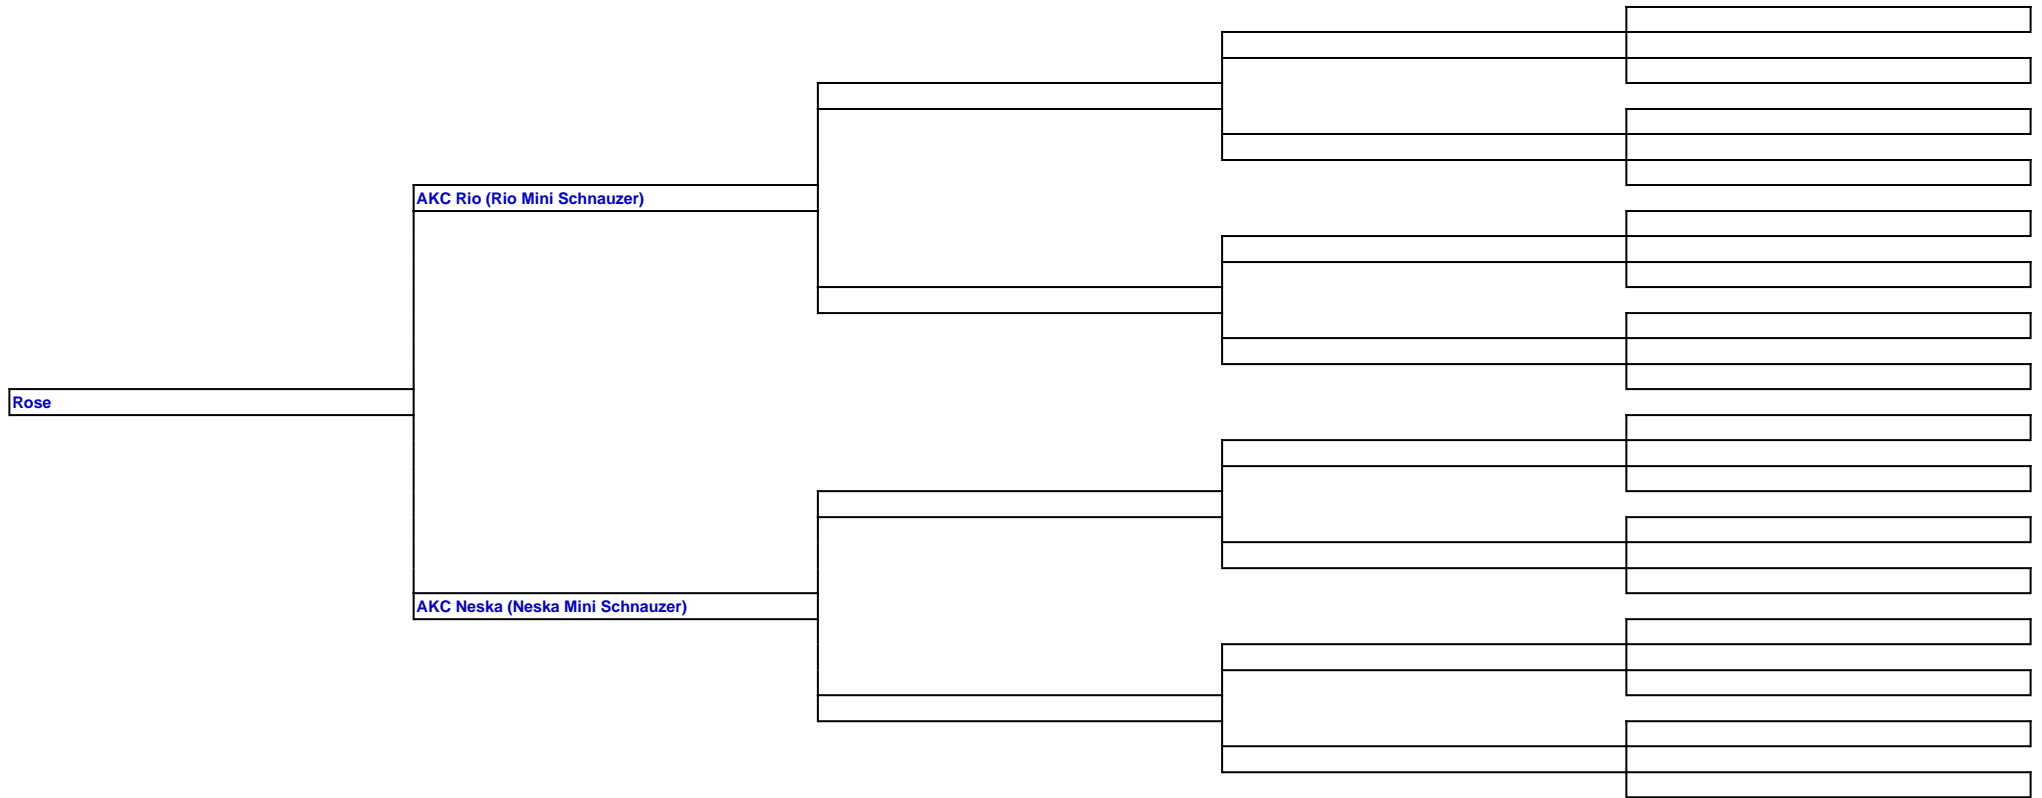 AKC Rio (Rio Mini Schnauzer)
Rose
AKC Neska (Neska Mini Schnauzer)